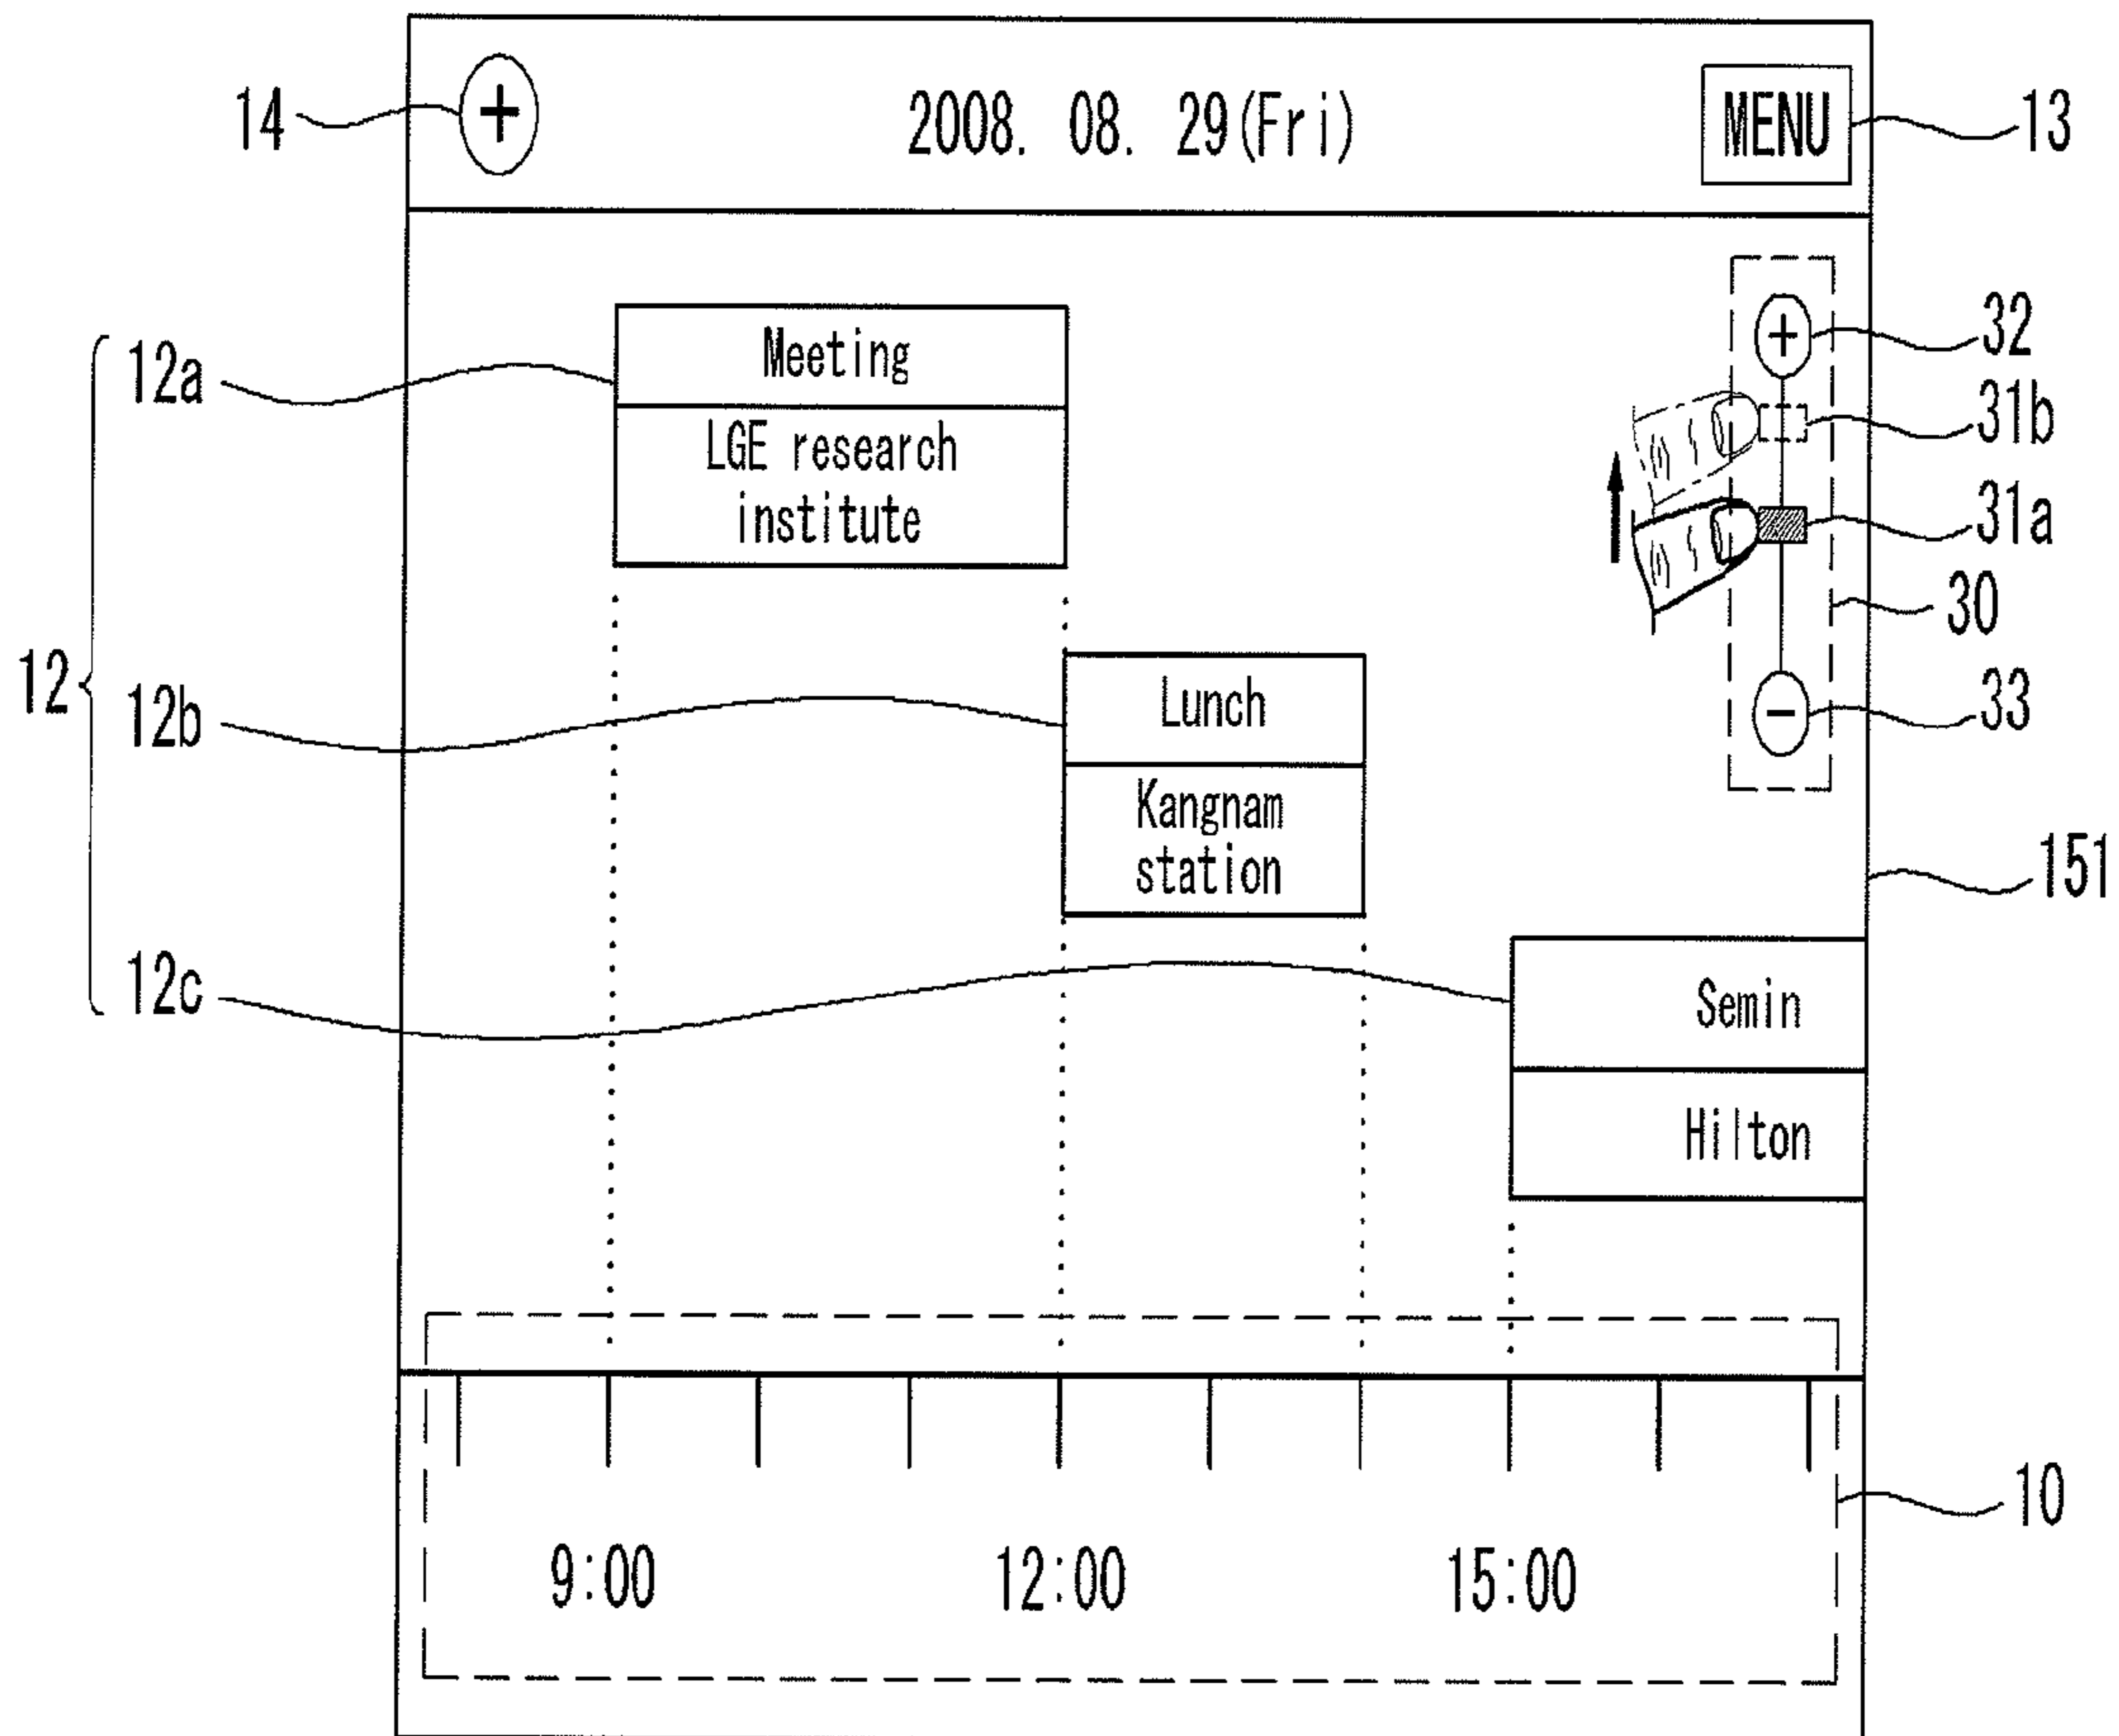 14
+
2008. 08. 29(Fri)
MENU
13
12
12a
Meeting
LGE research
institute
+
32
31b
31a
30
−
33
12b
Lunch
Kangnam
station
151
12c
Semin
Hilton
10
9:00
12:00
15:00